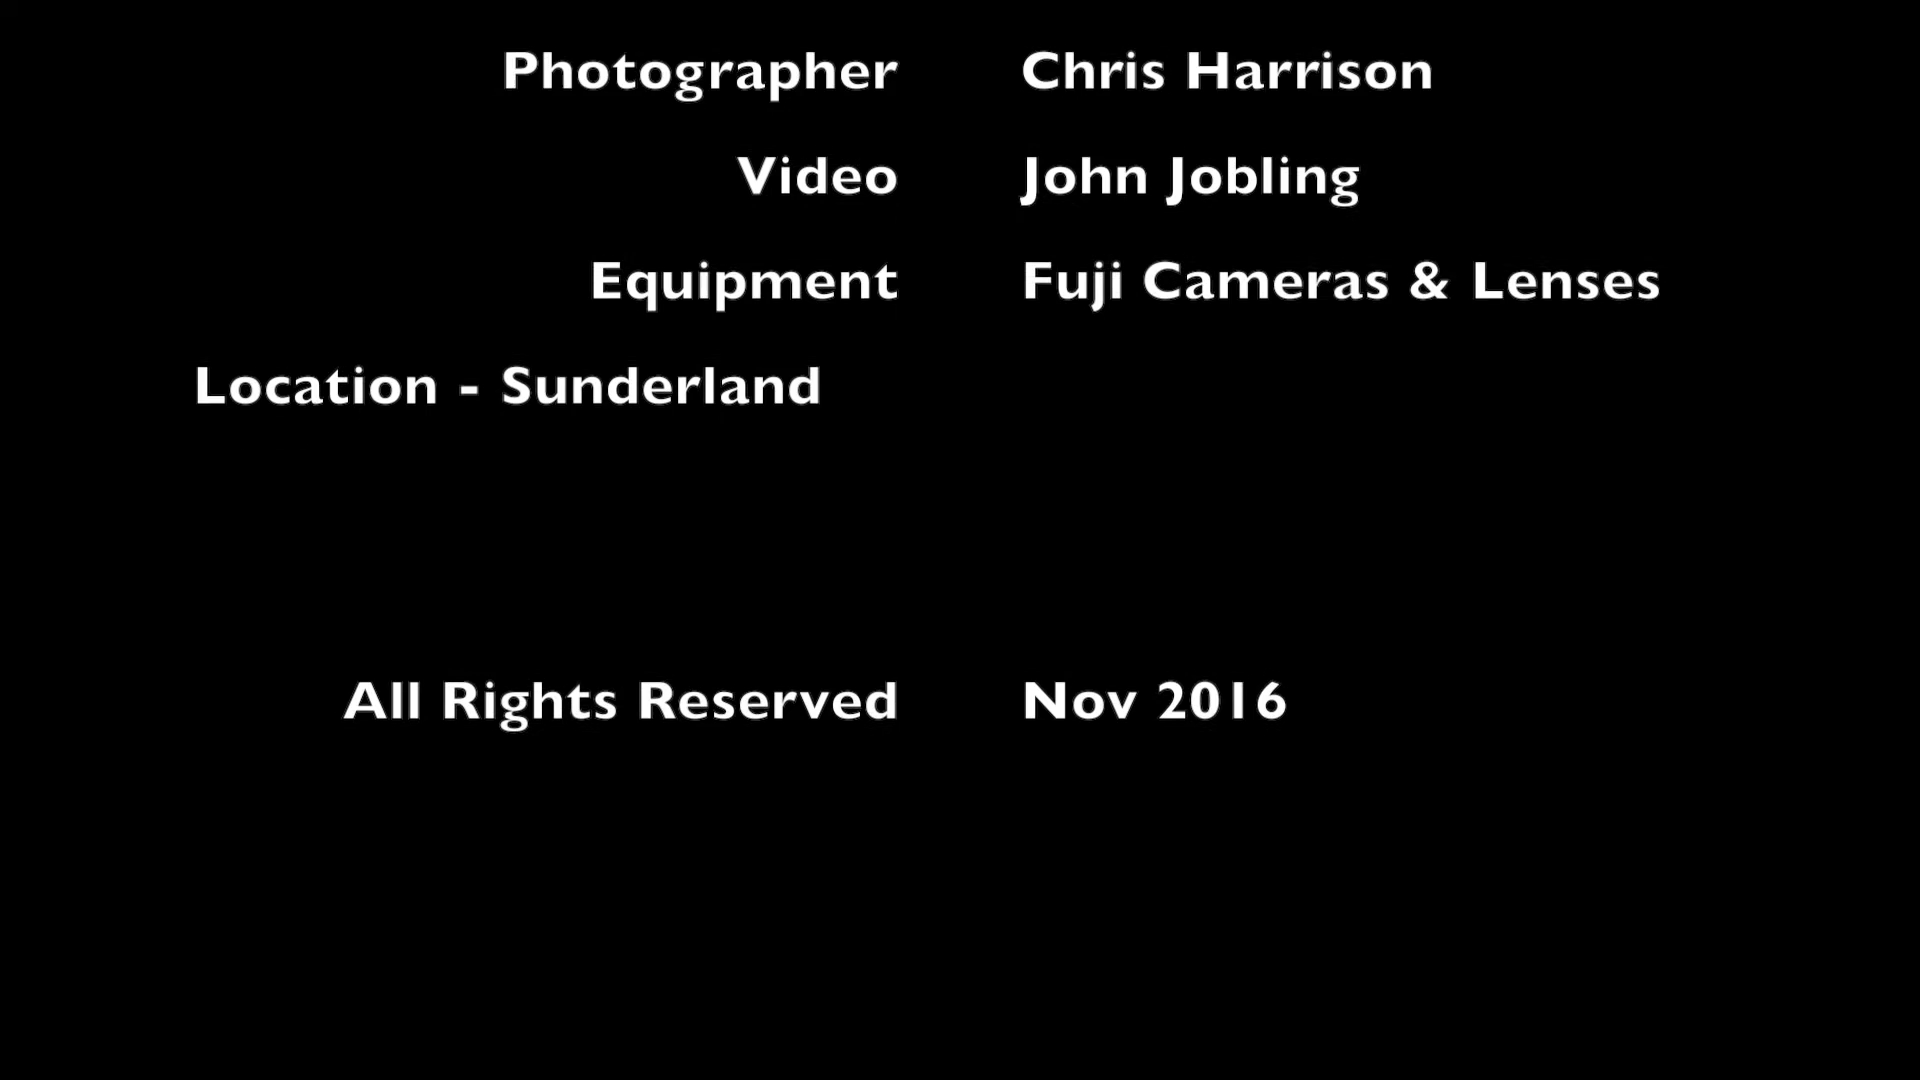 Photographer Chris Harrison
Video John Jobling
Equipment Fuji Cameras & Lenses
Location - Sunderland
All Rights Reserved Nov 2016